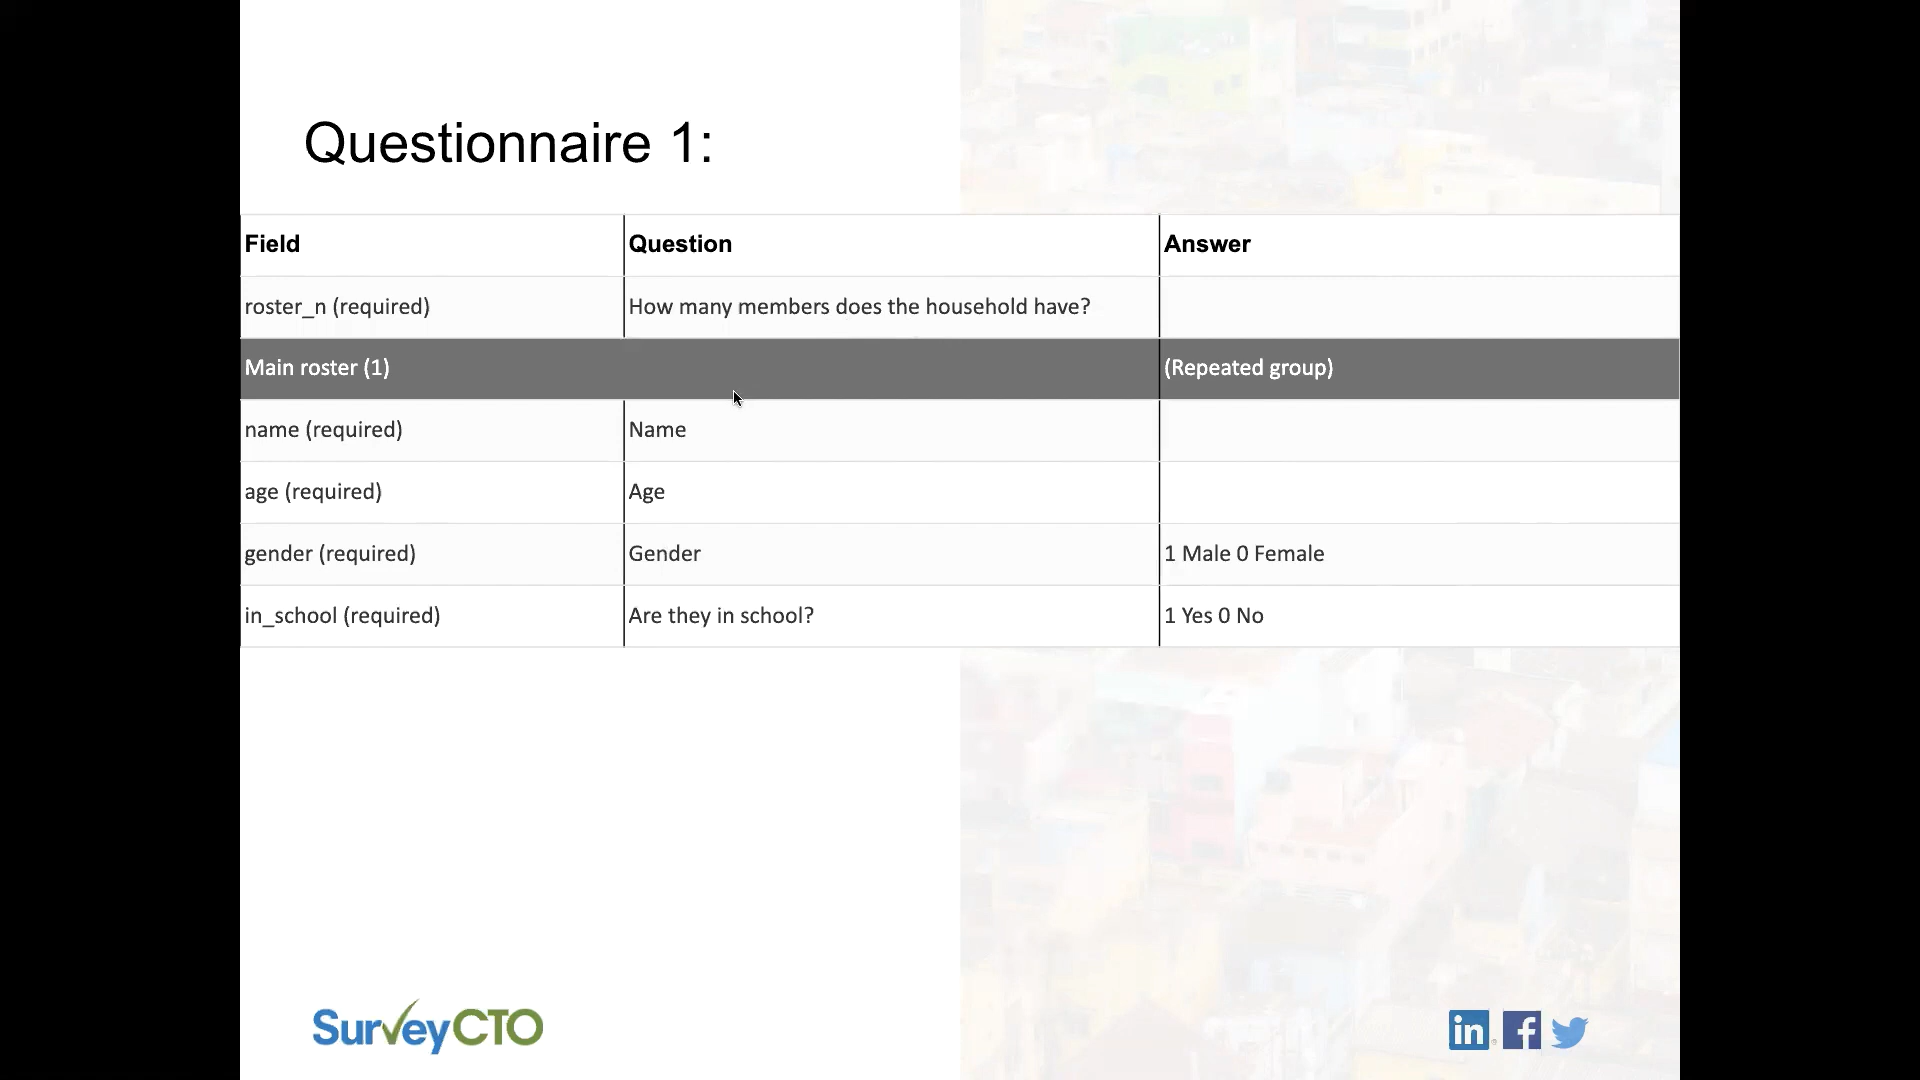 Questionnaire 1:
Field Question Answer
roster_n (required) How many members does the household have?
Main roster (1) (Repeated group)
name (required) Name
age (required) Age
gender (required) Gender 1 Male 0 Female
in_school (required) Are they in school? 1 Yes 0 No
SurveyCTO
in f